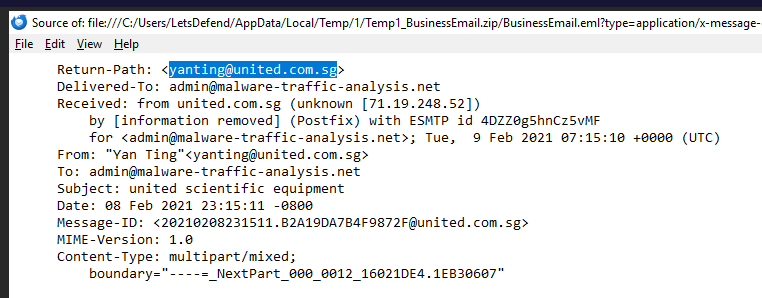 Source of: file:///C:/Users/LetsDefend/AppData/Local/Temp/1/Temp1_BusinessEmail.zip/BusinessEmail.eml?type=application/x-message-
File Edit View Help
Return-Path: <yanting@united.com.sg>
Delivered-To: admin@malware-traffic-analysis.net
Received: from united.com.sg (unknown [71.19.248.52])
by [information removed] (Postfix) with ESMTP id 4DZZ0g5hnCz5vMF
for <admin@malware-traffic-analysis.net>; Tue,  9 Feb 2021 07:15:10 +0000 (UTC)
From: "Yan Ting"<yanting@united.com.sg>
To: admin@malware-traffic-analysis.net
Subject: united scientific equipment
Date: 08 Feb 2021 23:15:11 -0800
Message-ID: <20210208231511.B2A19DA7B4F9872F@united.com.sg>
MIME-Version: 1.0
Content-Type: multipart/mixed;
boundary="----=_NextPart_000_0012_16021DE4.1EB30607"